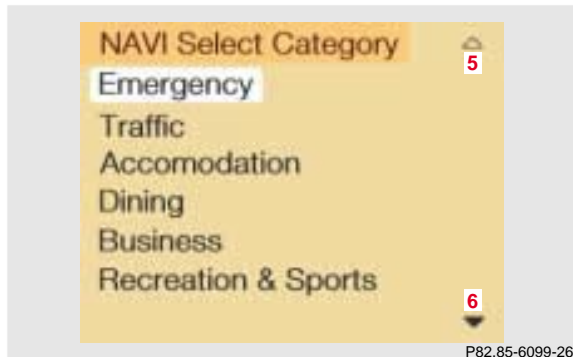 NAVI Select Category
5
Emergency
Traffic
Accomodation
Dining
Business
Recreation & Sports
6
P82.85-6099-26